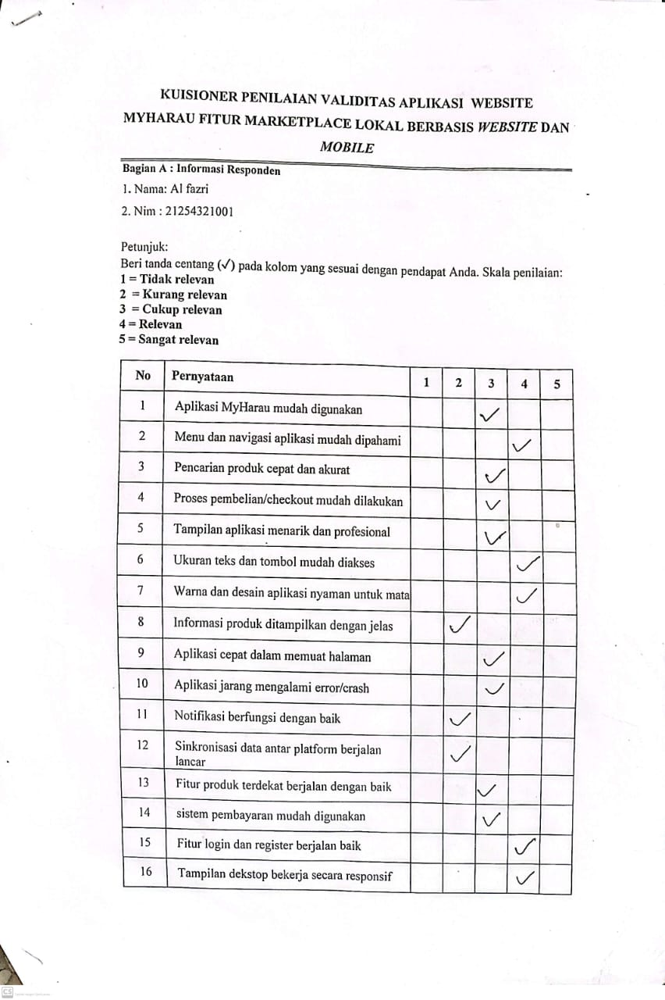 KUISIONER PENILAIAN VALIDITAS APLIKASI WEBSITE
MYHARAU FITUR MARKETPLACE LOKAL BERBASIS WEBSITE DAN
MOBILE
Bagian A : Informasi Responden
1. Nama: Al fazri
2. Nim : 21254321001
Petunjuk:
Beri tanda centang (✓) pada kolom yang sesuai dengan pendapat Anda. Skala penilaian:
1 = Tidak relevan
2 = Kurang relevan
3 = Cukup relevan
4 = Relevan
5 = Sangat relevan
No Pernyataan 1 2 3 4 5
1 Aplikasi MyHarau mudah digunakan ✓
2 Menu dan navigasi aplikasi mudah dipahami ✓
3 Pencarian produk cepat dan akurat ✓
4 Proses pembelian/checkout mudah dilakukan ✓
5 Tampilan aplikasi menarik dan profesional ✓
6 Ukuran teks dan tombol mudah diakses ✓
7 Warna dan desain aplikasi nyaman untuk mata ✓
8 Informasi produk ditampilkan dengan jelas ✓
9 Aplikasi cepat dalam memuat halaman ✓
10 Aplikasi jarang mengalami error/crash ✓
11 Notifikasi berfungsi dengan baik ✓
12 Sinkronisasi data antar platform berjalan
lancar ✓
13 Fitur produk terdekat berjalan dengan baik ✓
14 sistem pembayaran mudah digunakan ✓
15 Fitur login dan register berjalan baik ✓
16 Tampilan dekstop bekerja secara responsif ✓
CS